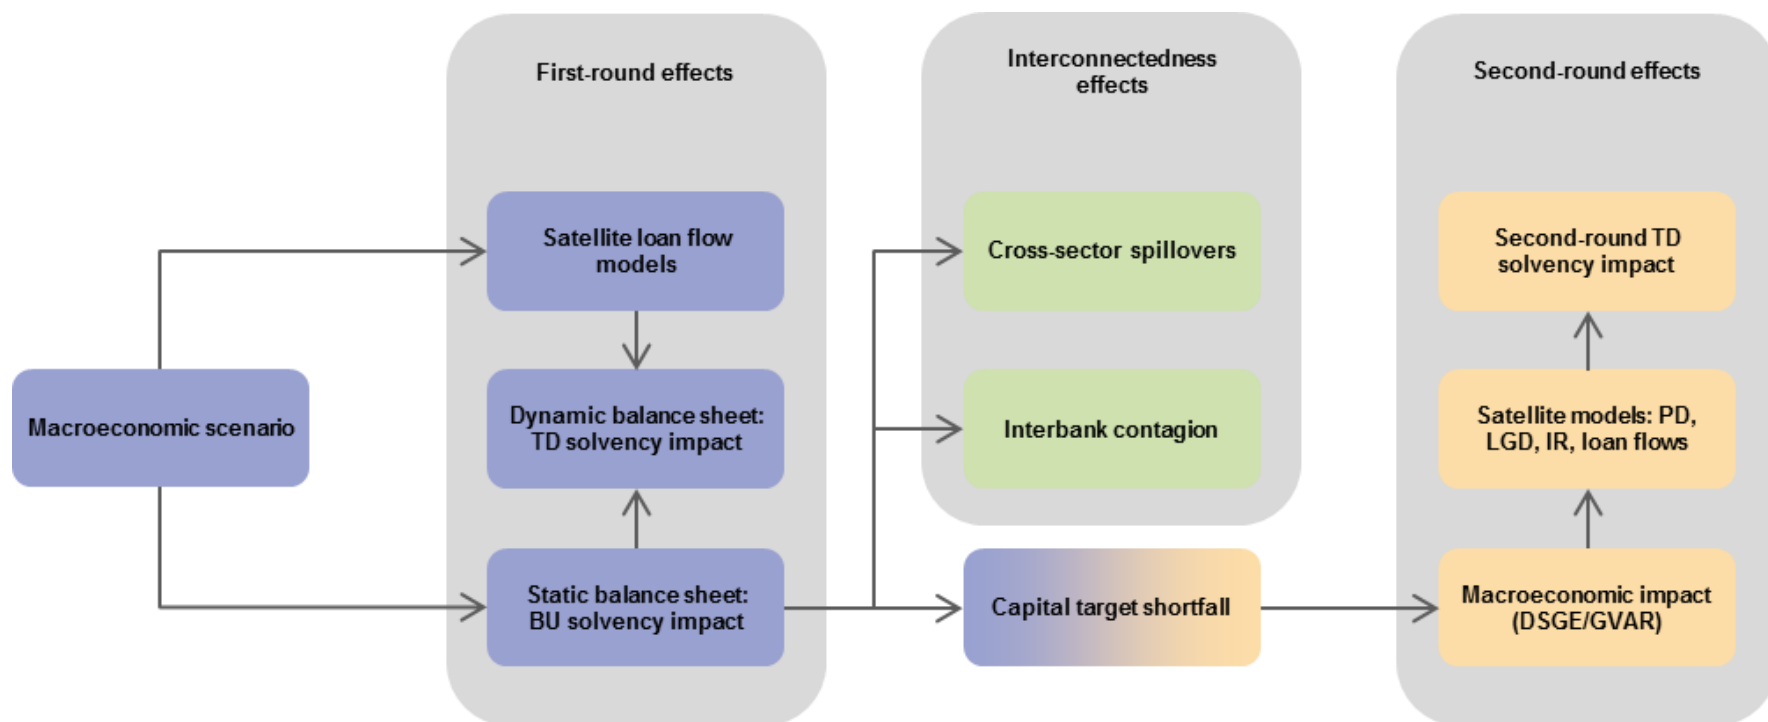 First-round effects
Interconnectedness
effects
Second-round effects
Satellite loan flow
models
Cross-sector spillovers
Second-round TD
solvency impact
Macroeconomic scenario
Dynamic balance sheet:
TD solvency impact
Interbank contagion
Satellite models: PD,
LGD, IR, loan flows
Static balance sheet:
BU solvency impact
Capital target shortfall
Macroeconomic impact
(DSGE/GVAR)